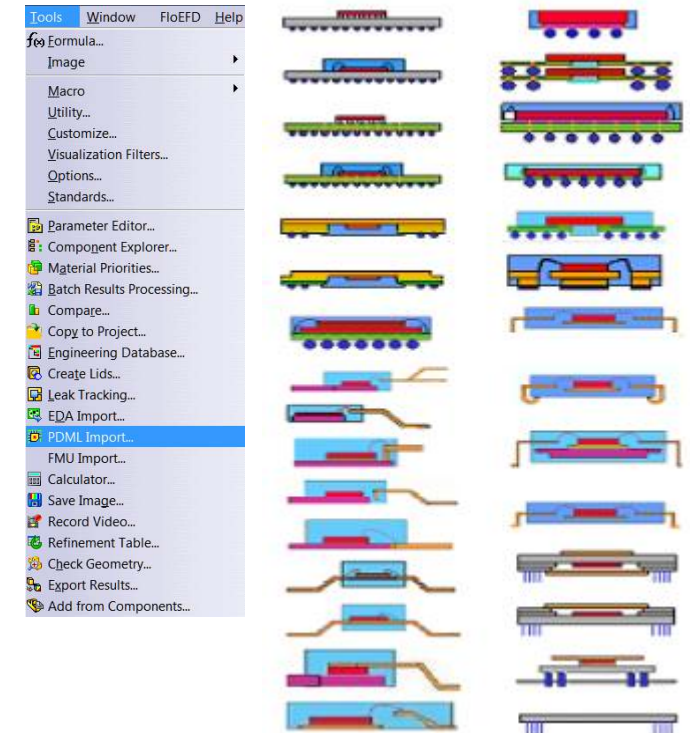 Tools Window FloEFD Help
f(x) Formula...
Image
Macro
Utility...
Customize...
Visualization Filters...
Options...
Standards...
Parameter Editor...
Component Explorer...
Material Priorities...
Batch Results Processing...
Compare...
Copy to Project...
Engineering Database...
Create Lids...
Leak Tracking...
EDA Import...
PDML Import...
FMU Import...
Calculator...
Save Image...
Record Video...
Refinement Table...
Check Geometry...
Export Results...
Add from Components...